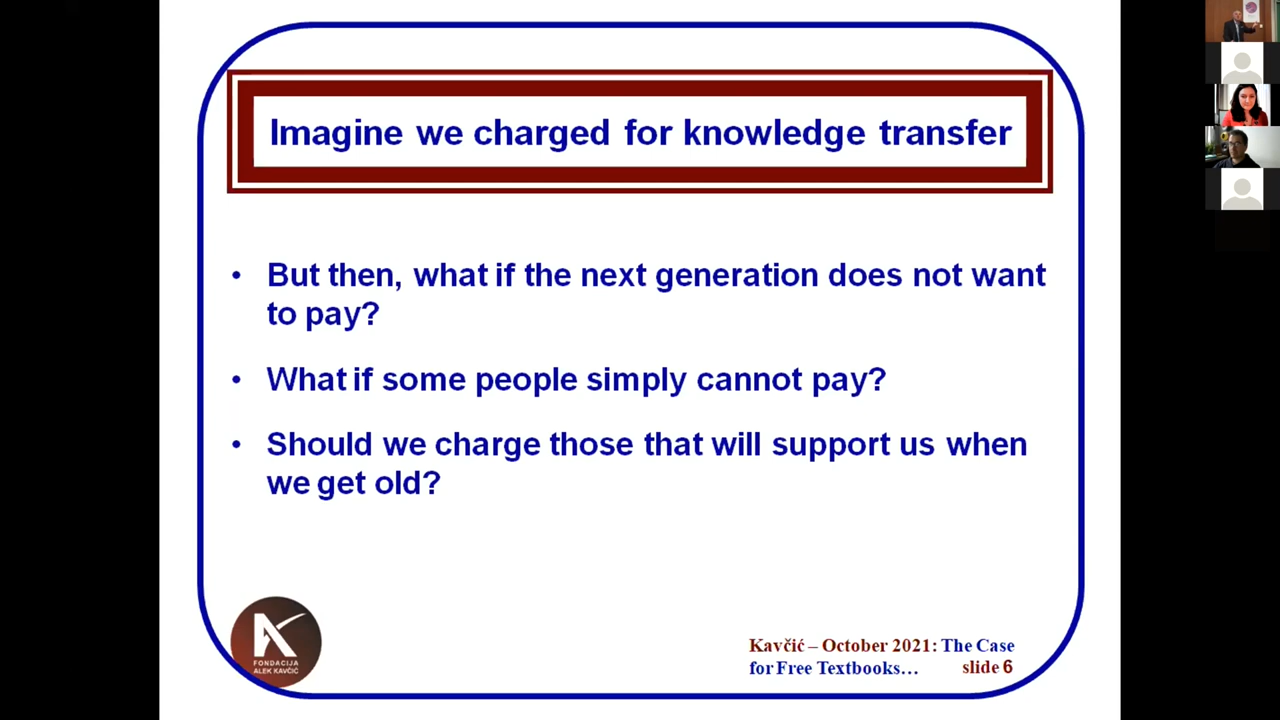 Imagine we charged for knowledge transfer
• But then, what if the next generation does not want
to pay?
• What if some people simply cannot pay?
• Should we charge those that will support us when
we get old?
FONDACIJA
ALEK KAVČIĆ
Kavčić – October 2021: The Case
for Free Textbooks… slide 6